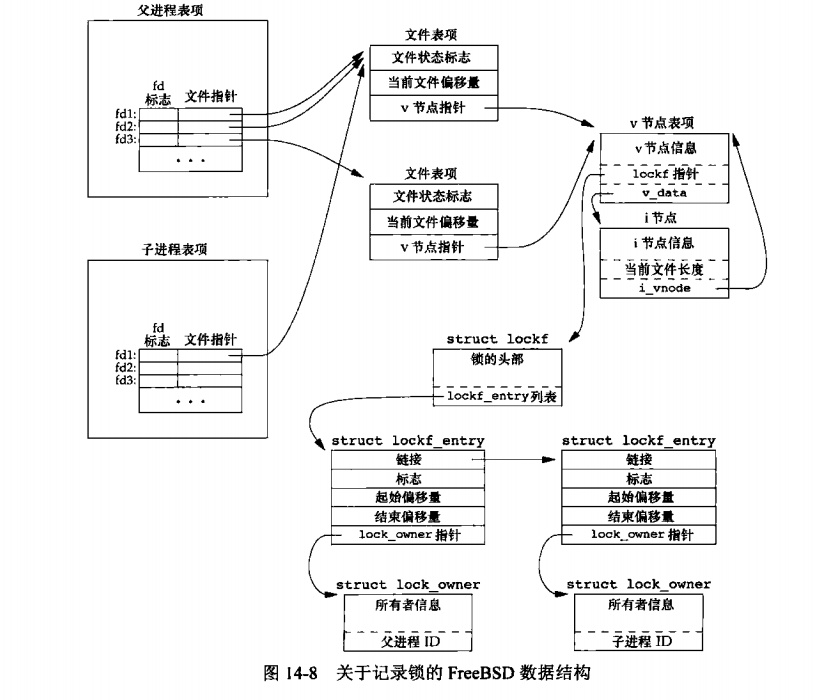 父进程表项
fd
标志 文件指针
fd1:
fd2:
fd3:
• • •
文件表项
文件状态标志
当前文件偏移量
v 节点指针
文件表项
文件状态标志
当前文件偏移量
v 节点指针
v 节点表项
v 节点信息
lockf 指针
v_data
i 节点
i 节点信息
当前文件长度
i_vnode
子进程表项
fd
标志 文件指针
fd1:
fd2:
fd3:
• • •
struct lockf
锁的头部
lockf_entry列表
struct lockf_entry
链接
标志
起始偏移量
结束偏移量
lock_owner 指针
struct lockf_entry
链接
标志
起始偏移量
结束偏移量
lock_owner 指针
struct lock_owner
所有者信息
父进程 ID
struct lock_owner
所有者信息
子进程 ID
图 14-8 关于记录锁的 FreeBSD 数据结构